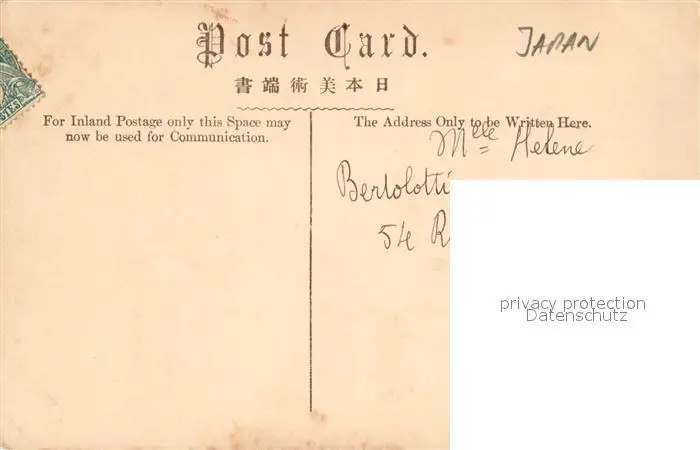 Post Card.
JAPAN
書端術美本日
For Inland Postage only this Space may
now be used for Communication.
The Address Only to be Written Here.
Mlle Helene
Bertolotti
54 R
privacy protection
Datenschutz